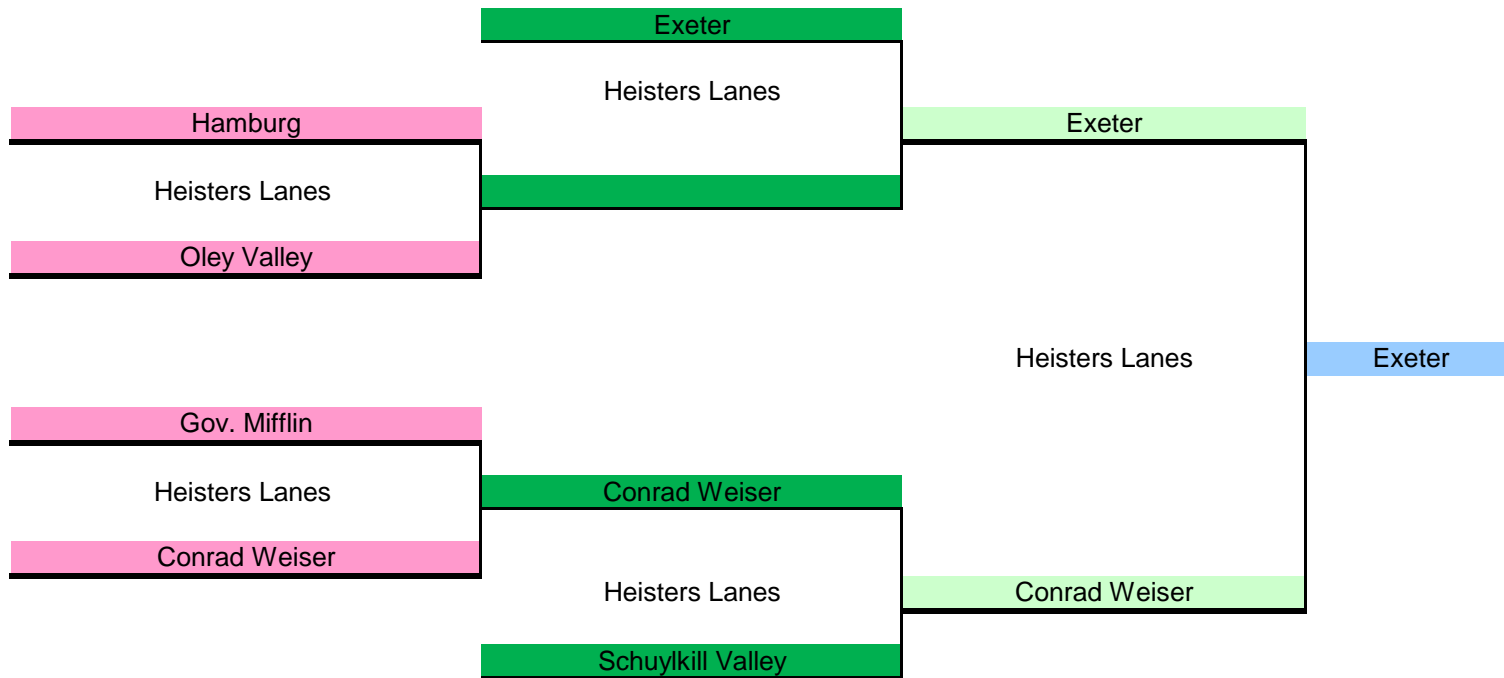 Exeter
Heisters Lanes
Hamburg
Exeter
Heisters Lanes
Oley Valley
Heisters Lanes
Exeter
Gov. Mifflin
Heisters Lanes
Conrad Weiser
Conrad Weiser
Heisters Lanes
Conrad Weiser
Schuylkill Valley